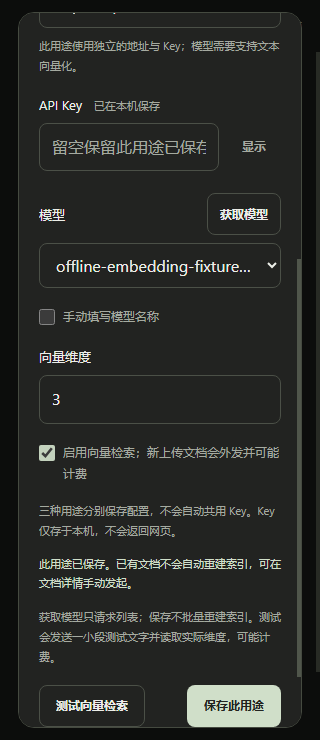 此用途使用独立的地址与 Key；模型需要支持文本
向量化。
API Key 已在本机保存
留空保留此用途已保存
显示
模型
获取模型
offline-embedding-fixture...
手动填写模型名称
向量维度
3
启用向量检索；新上传文档会外发并可能
计费
三种用途分别保存配置，不会自动共用 Key。Key
仅存于本机，不会返回网页。
此用途已保存。已有文档不会自动重建索引，可在
文档详情手动发起。
获取模型只请求列表；保存不批量重建索引。测试
会发送一小段测试文字并读取实际维度，可能计
费。
测试向量检索
保存此用途